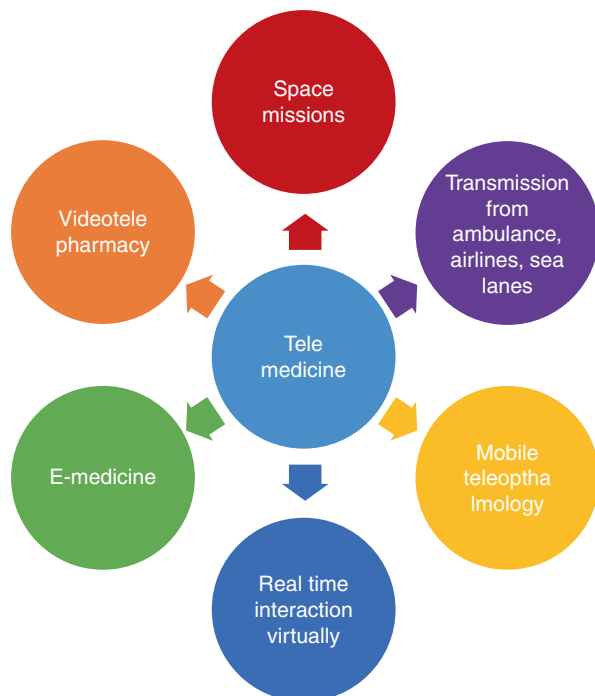 Space
missions
Transmission
from
ambulance,
airlines, sea
lanes
Videotele
pharmacy
Tele
medicine
E-medicine
Mobile
teleoptha
lmology
Real time
interaction
virtually